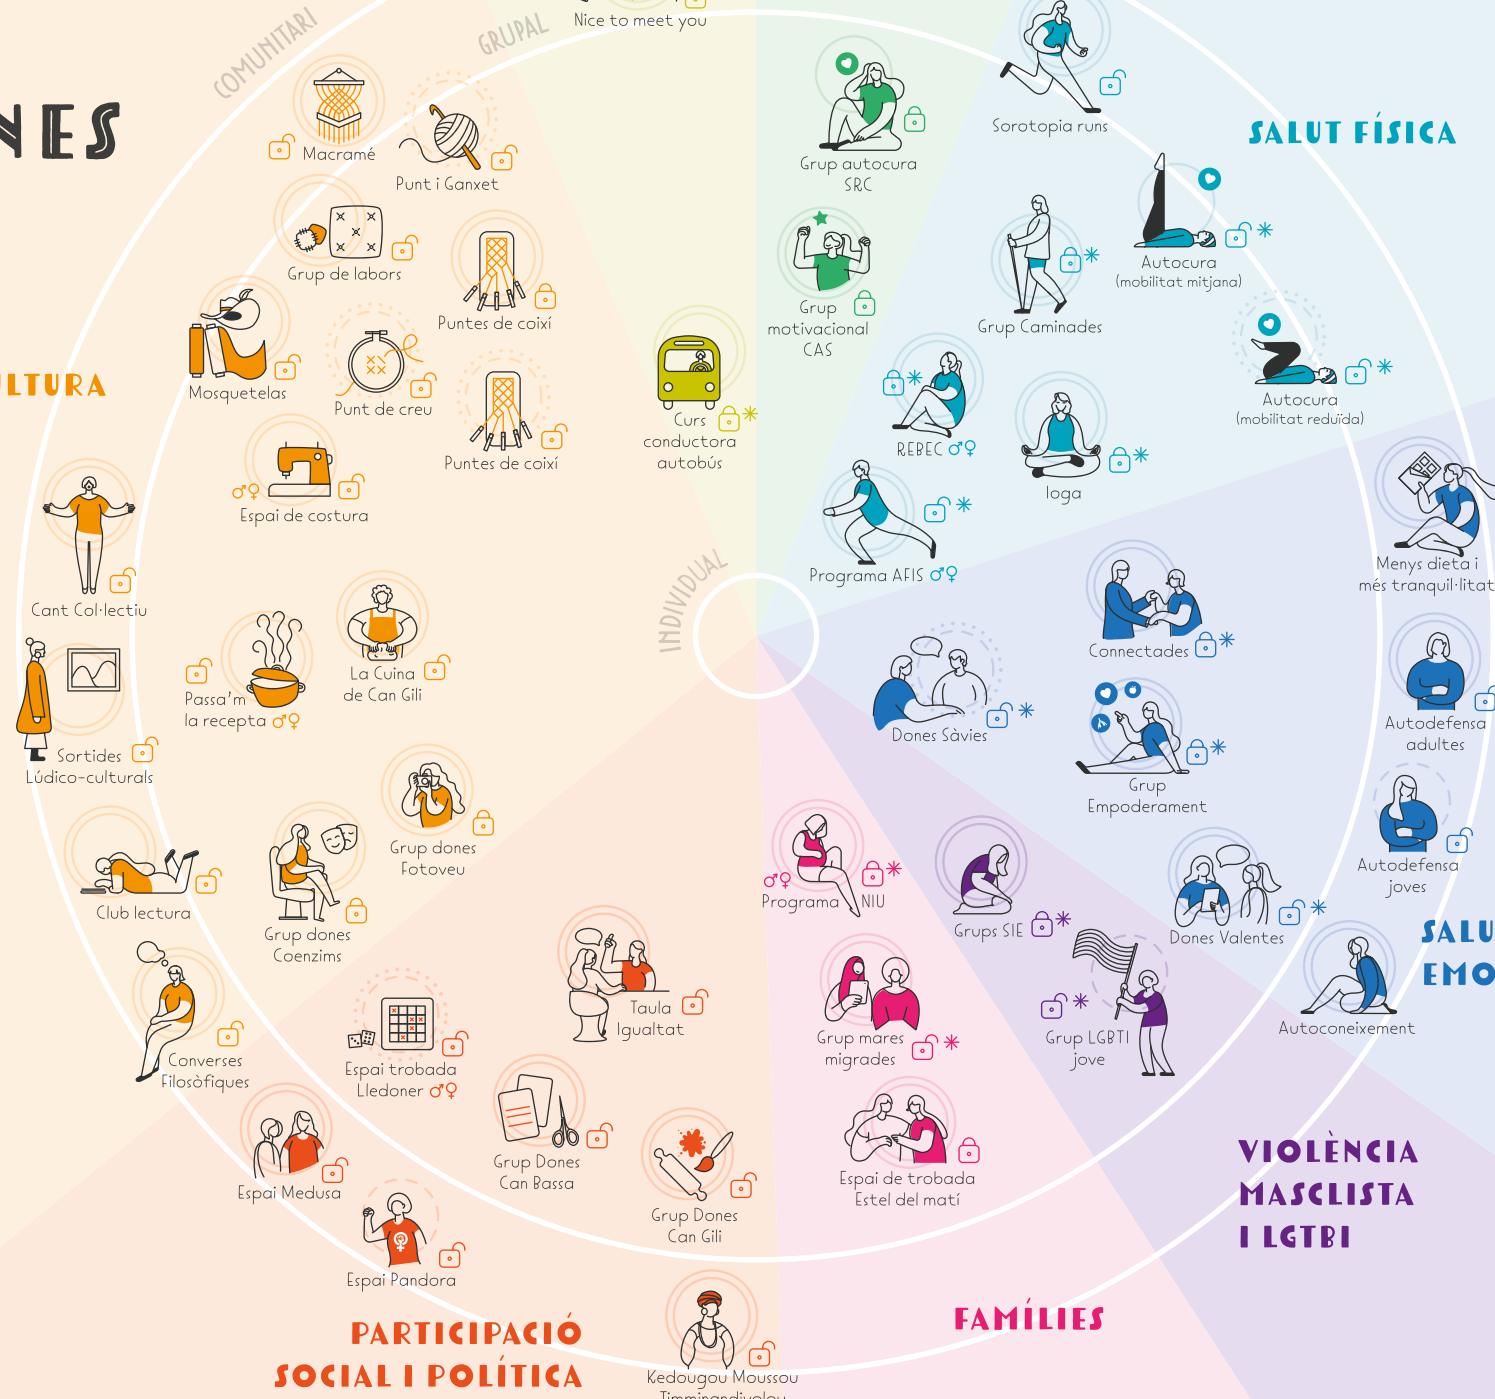 COMUNITARI
GRUPAL
Nice to meet you
INDIVIDUAL
NES
ULTURA
Macramé
Punt i Ganxet
Grup de labors
Puntes de coixí
Mosquetelas
Punt de creu
Puntes de coixí
Espai de costura
Cant Col·lectiu
Passa'm
la recepta
La Cuina
de Can Gili
Sortides
Lúdico-culturals
Grup dones
Fotoveu
Club lectura
Grup dones
Coenzims
Converses
Filosòfiques
Curs
conductora
autobús
Grup autocura
SRC
Grup
motivacional
CAS
SALUT FÍSICA
Sorotopia runs
Autocura
(mobilitat mitjana)
Grup Caminades
Autocura
(mobilitat reduïda)
REBEC
Ioga
Programa AFIS
Menys dieta i
més tranquil·litat
Connectades
Dones Sàvies
Autodefensa
adultes
Grup
Empoderament
Autodefensa
joves
Dones Valentes
SALU
EMO
Autoconeixement
Grups SIE
Grup LGBTI
jove
VIOLÈNCIA
MASCLISTA
I LGTBI
Programa NIU
Grup mares
migrades
Espai de trobada
Estel del matí
FAMÍLIES
Taula
Igualtat
Espai trobada
Lledoner
Grup Dones
Can Bassa
Espai Medusa
Grup Dones
Can Gili
Espai Pandora
PARTICIPACIÓ
SOCIAL I POLÍTICA
Kedougou Moussou